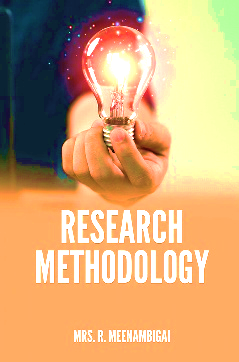 RESEARCH
METHODOLOGY
MRS. R. MEENAMBIGAI